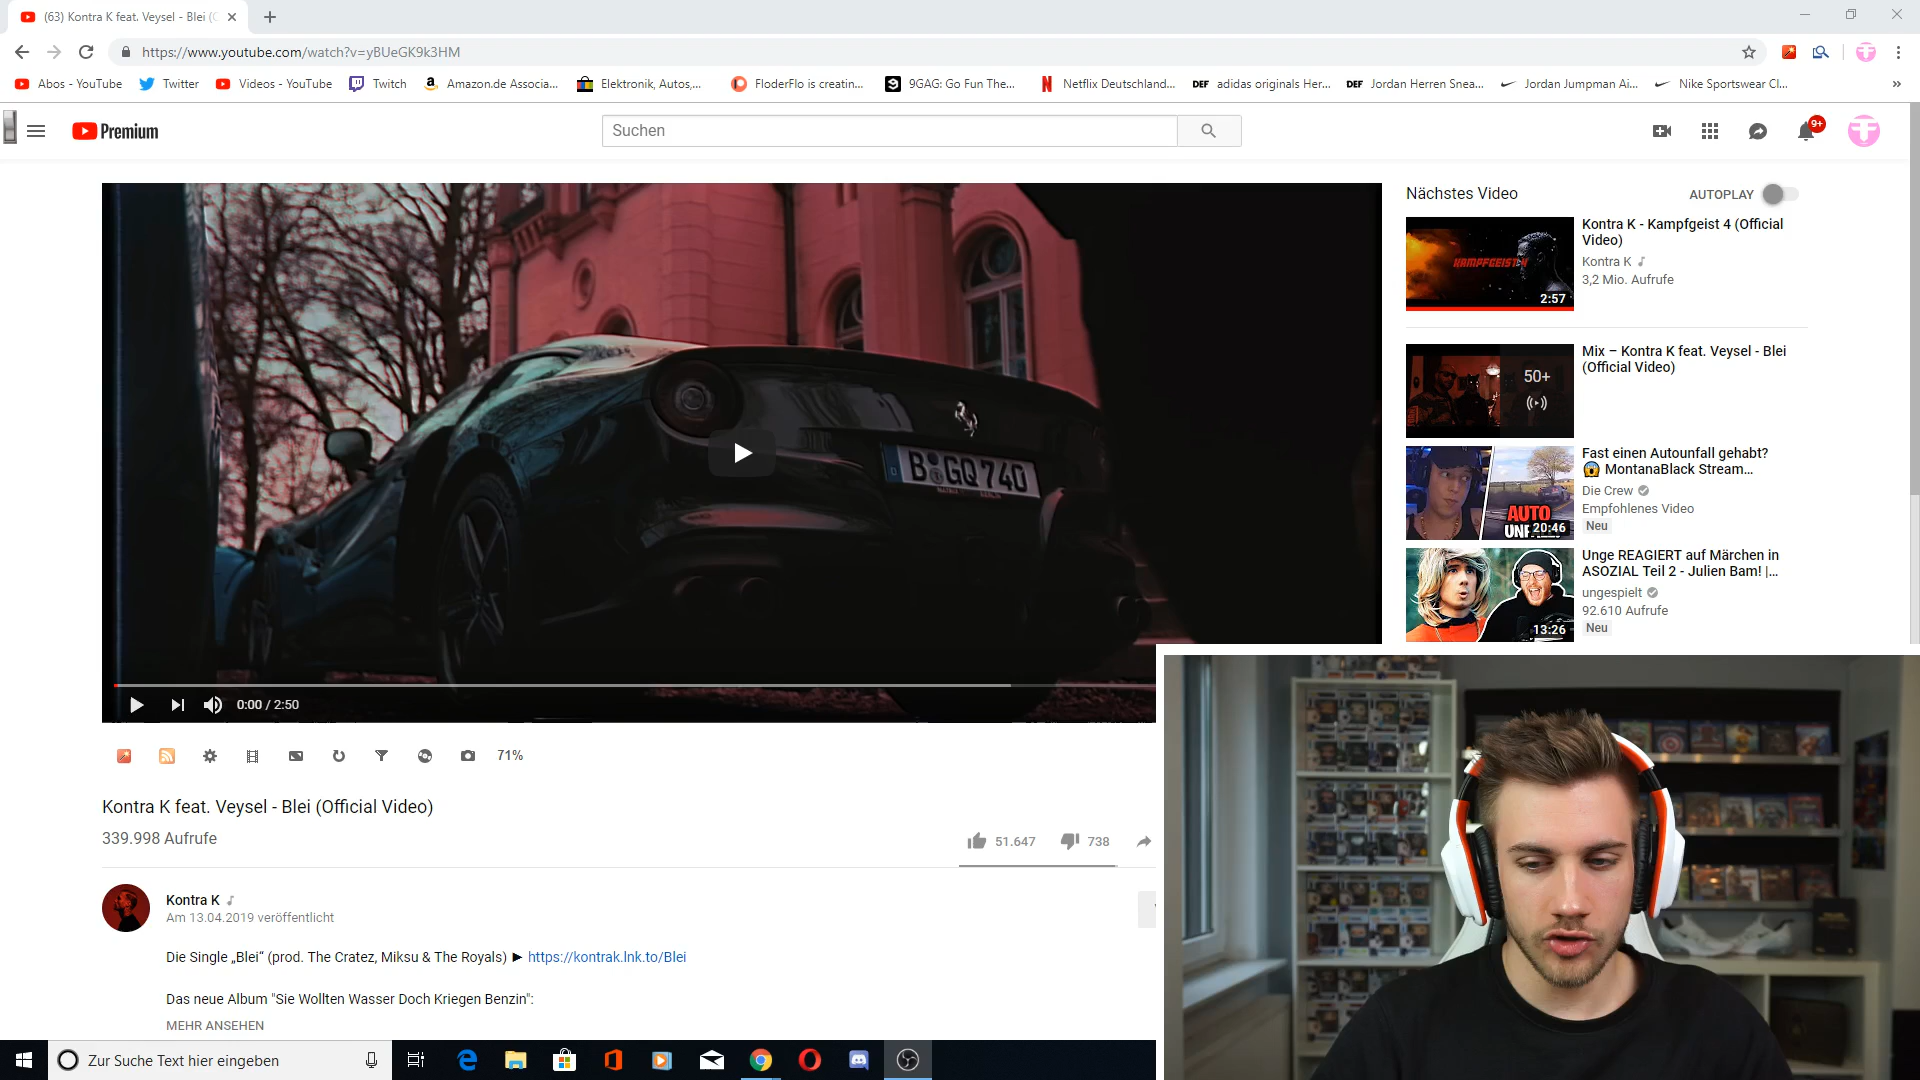 (63) Kontra K feat. Veysel - Blei (
https://www.youtube.com/watch?v=yBUeGK9k3HM
Abos - YouTube
Twitter
Videos - YouTube
Twitch
Amazon.de Associa...
Elektronik, Autos,...
FloderFlo is creatin...
9GAG: Go Fun The...
Netflix Deutschland...
DEF adidas originals Her...
DEF Jordan Herren Snea...
Jordan Jumpman Ai...
Nike Sportswear Cl...
»
Premium
Suchen
9+
B GQ 740
0:00 / 2:50
71%
Kontra K feat. Veysel - Blei (Official Video)
339.998 Aufrufe
51.647
738
Kontra K
Am 13.04.2019 veröffentlicht
Die Single „Blei“ (prod. The Cratez, Miksu & The Royals) ► https://kontrak.lnk.to/Blei
Das neue Album "Sie Wollten Wasser Doch Kriegen Benzin":
MEHR ANSEHEN
Nächstes Video
AUTOPLAY
KAMPFGEIST 4
2:57
Kontra K - Kampfgeist 4 (Official
Video)
Kontra K
3,2 Mio. Aufrufe
50+
Mix – Kontra K feat. Veysel - Blei
(Official Video)
AUTO
20:46
Fast einen Autounfall gehabt?
😱 MontanaBlack Stream...
Die Crew
Empfohlenes Video
Neu
13:26
Unge REAGIERT auf Märchen in
ASOZIAL Teil 2 - Julien Bam! |...
ungespielt
92.610 Aufrufe
Neu
Zur Suche Text hier eingeben